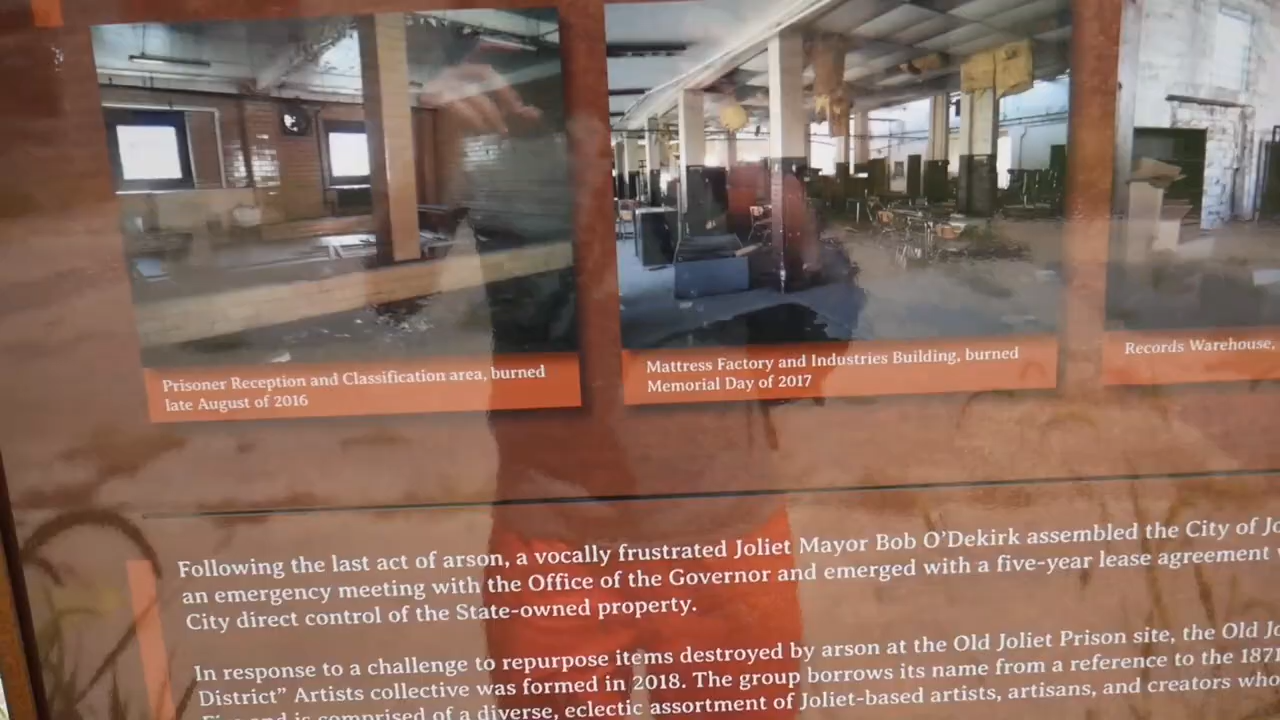 Prisoner Reception and Classification area, burned
late August of 2016
Mattress Factory and Industries Building, burned
Memorial Day of 2017
Records Warehouse,
Following the last act of arson, a vocally frustrated Joliet Mayor Bob O'Dekirk assembled the City of
an emergency meeting with the Office of the Governor and emerged with a five-year lease agreement
City direct control of the State-owned property.
In response to a challenge to repurpose items destroyed by arson at the Old Joliet Prison site, the Old
District" Artists collective was formed in 2018. The group borrows its name from a reference to the 1871
and is comprised of a diverse, eclectic assortment of Joliet-based artists, artisans, and creators who